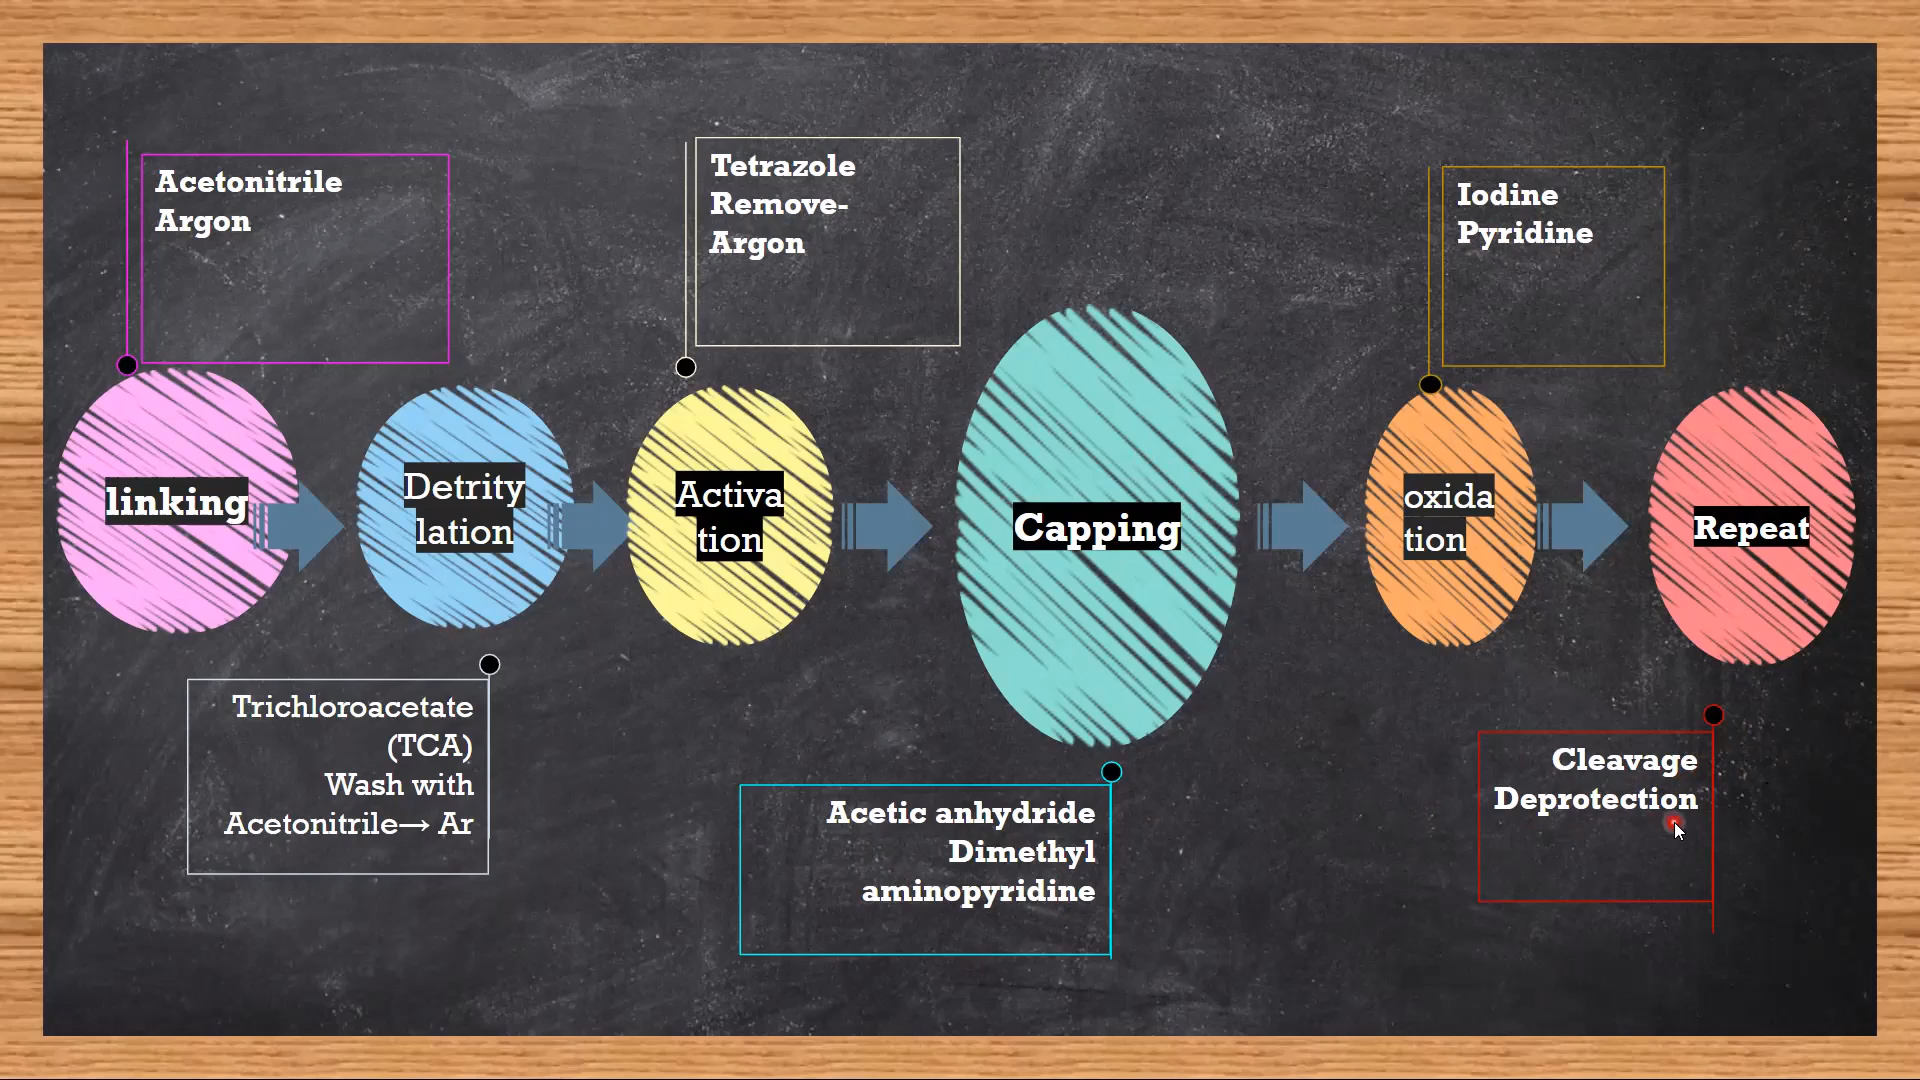 Acetonitrile
Argon
Tetrazole
Remove-
Argon
Iodine
Pyridine
linking
Detrity
lation
Activa
tion
Capping
oxida
tion
Repeat
Trichloroacetate
(TCA)
Wash with
Acetonitrile→ Ar
Acetic anhydride
Dimethyl
aminopyridine
Cleavage
Deprotection